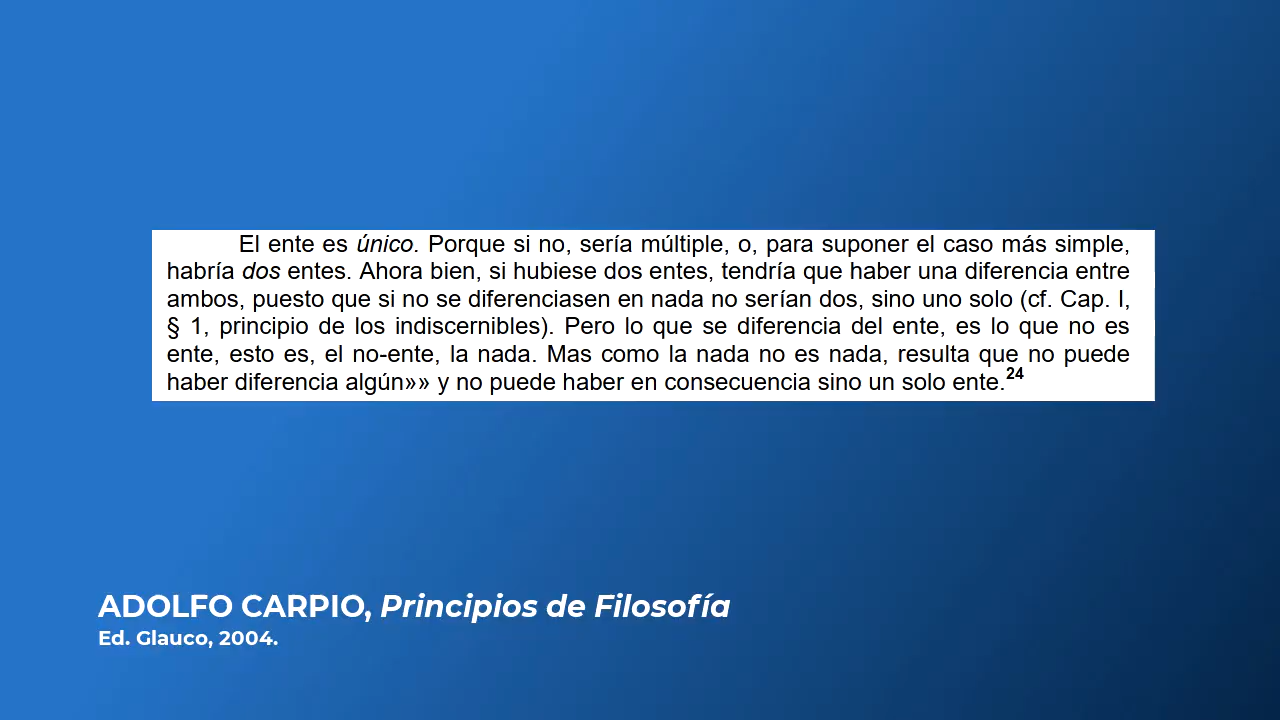 El ente es único. Porque si no, sería múltiple, o, para suponer el caso más simple,
habría dos entes. Ahora bien, si hubiese dos entes, tendría que haber una diferencia entre
ambos, puesto que si no se diferenciasen en nada no serían dos, sino uno solo (cf. Cap. I,
§ 1, principio de los indiscernibles). Pero lo que se diferencia del ente, es lo que no es
ente, esto es, el no-ente, la nada. Mas como la nada no es nada, resulta que no puede
haber diferencia algún»» y no puede haber en consecuencia sino un solo ente.24
ADOLFO CARPIO, Principios de Filosofía
Ed. Glauco, 2004.